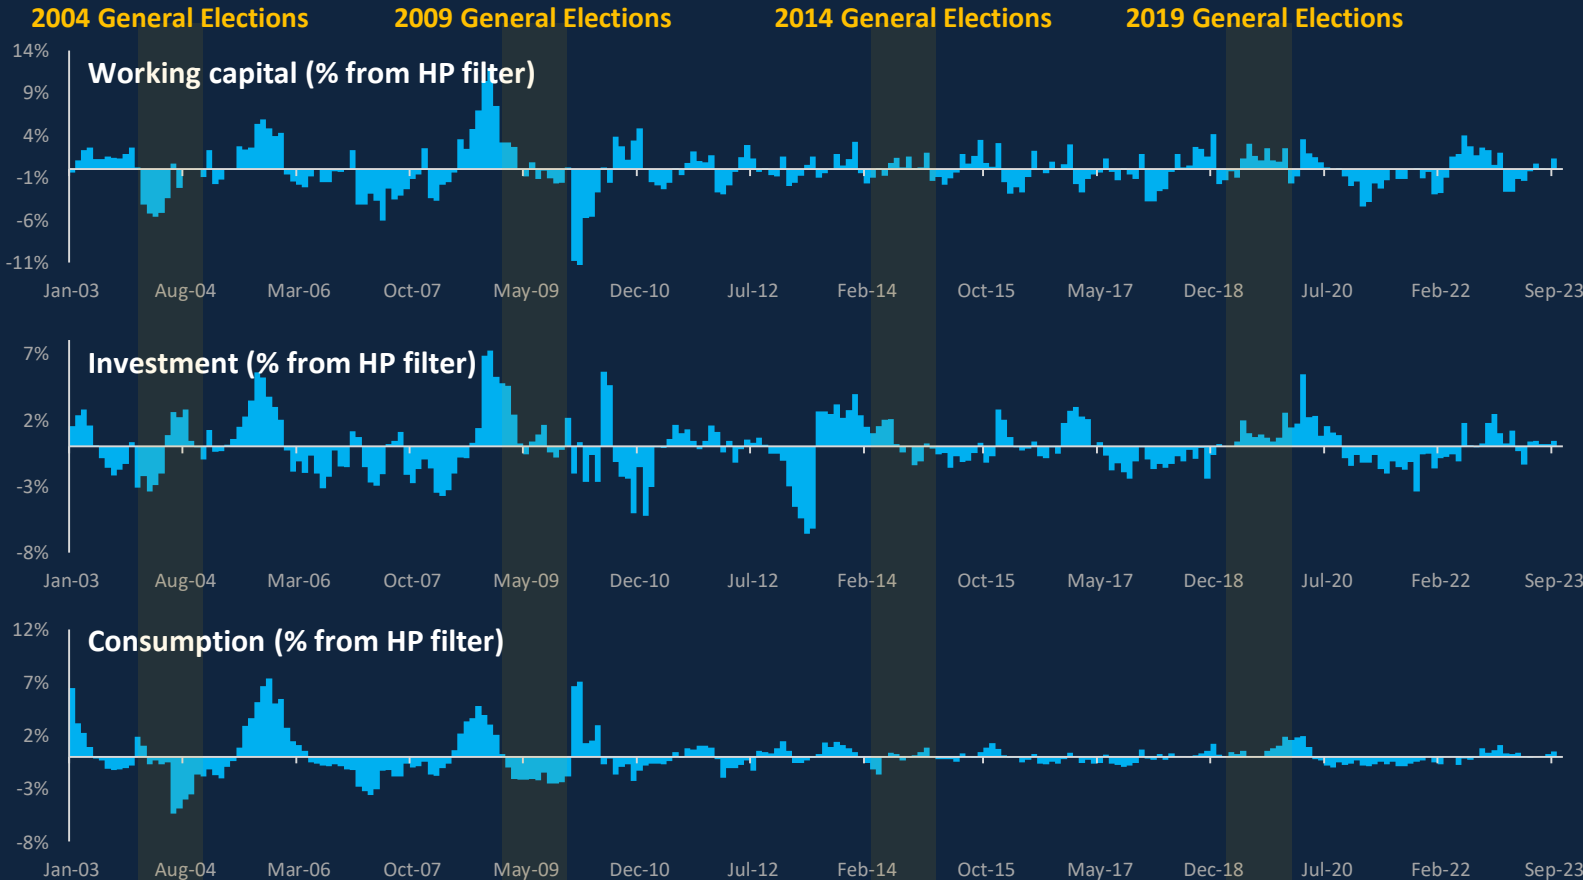 2004 General Elections 2009 General Elections 2014 General Elections 2019 General Elections
Working capital (% from HP filter)
14%
9%
4%
-1%
-6%
-11%
Jan-03 Aug-04 Mar-06 Oct-07 May-09 Dec-10 Jul-12 Feb-14 Oct-15 May-17 Dec-18 Jul-20 Feb-22 Sep-23
Investment (% from HP filter)
7%
2%
-3%
-8%
Jan-03 Aug-04 Mar-06 Oct-07 May-09 Dec-10 Jul-12 Feb-14 Oct-15 May-17 Dec-18 Jul-20 Feb-22 Sep-23
Consumption (% from HP filter)
12%
7%
2%
-3%
-8%
Jan-03 Aug-04 Mar-06 Oct-07 May-09 Dec-10 Jul-12 Feb-14 Oct-15 May-17 Dec-18 Jul-20 Feb-22 Sep-23